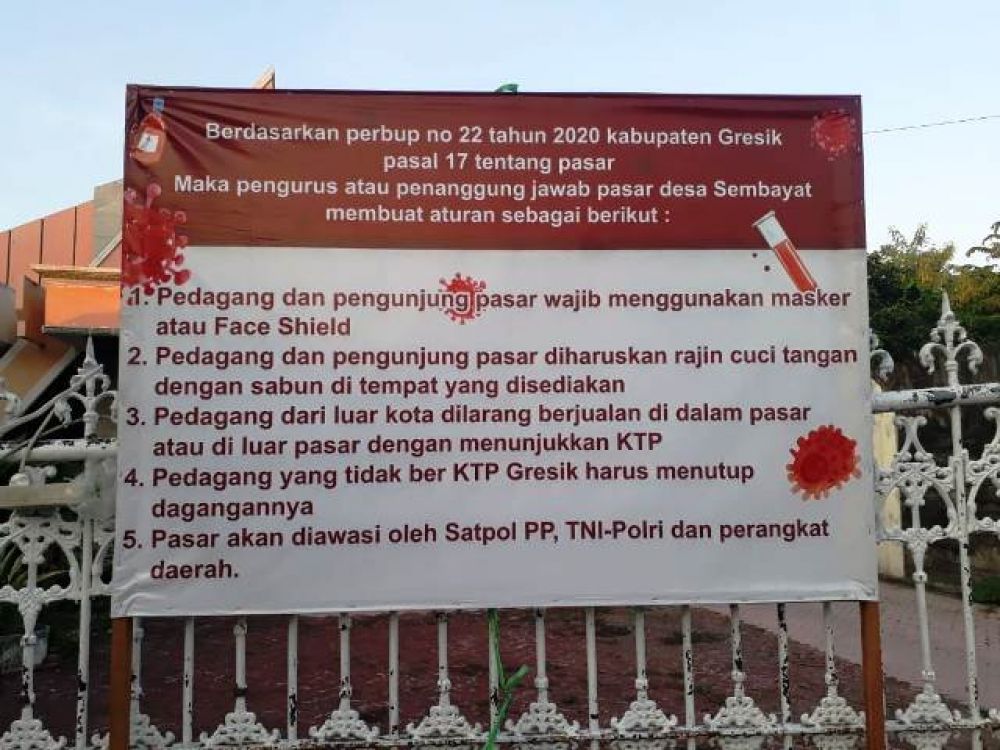 Berdasarkan perbup no 22 tahun 2020 kabupaten Gresik
pasal 17 tentang pasar
Maka pengurus atau penanggung jawab pasar desa Sembayat
membuat aturan sebagai berikut :
1. Pedagang dan pengunjung pasar wajib menggunakan masker
atau Face Shield
2. Pedagang dan pengunjung pasar diharuskan rajin cuci tangan
dengan sabun di tempat yang disediakan
3. Pedagang dari luar kota dilarang berjualan di dalam pasar
atau di luar pasar dengan menunjukkan KTP
4. Pedagang yang tidak ber KTP Gresik harus menutup
dagangannya
5. Pasar akan diawasi oleh Satpol PP, TNI-Polri dan perangkat
daerah.